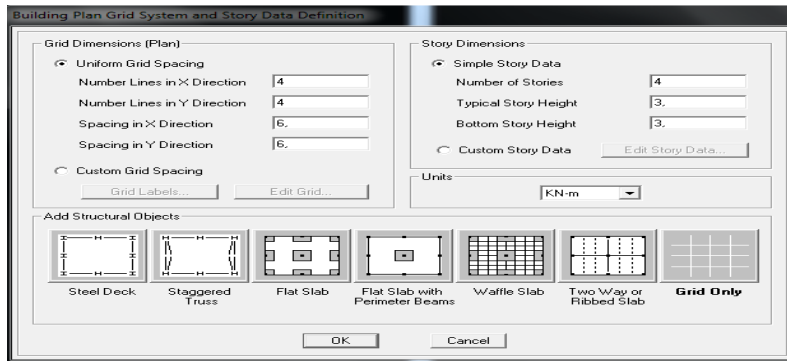 Building Plan Grid System and Story Data Definition
Grid Dimensions (Plan)
Uniform Grid Spacing
Number Lines in X Direction 4
Number Lines in Y Direction 4
Spacing in X Direction 6,
Spacing in Y Direction 6,
Custom Grid Spacing
Grid Labels... Edit Grid...
Story Dimensions
Simple Story Data
Number of Stories 4
Typical Story Height 3,
Bottom Story Height 3,
Custom Story Data Edit Story Data...
Units
KN-m
Add Structural Objects
Steel Deck
Staggered
Truss
Flat Slab
Flat Slab with
Perimeter Beams
Waffle Slab
Two Way or
Ribbed Slab
Grid Only
OK Cancel